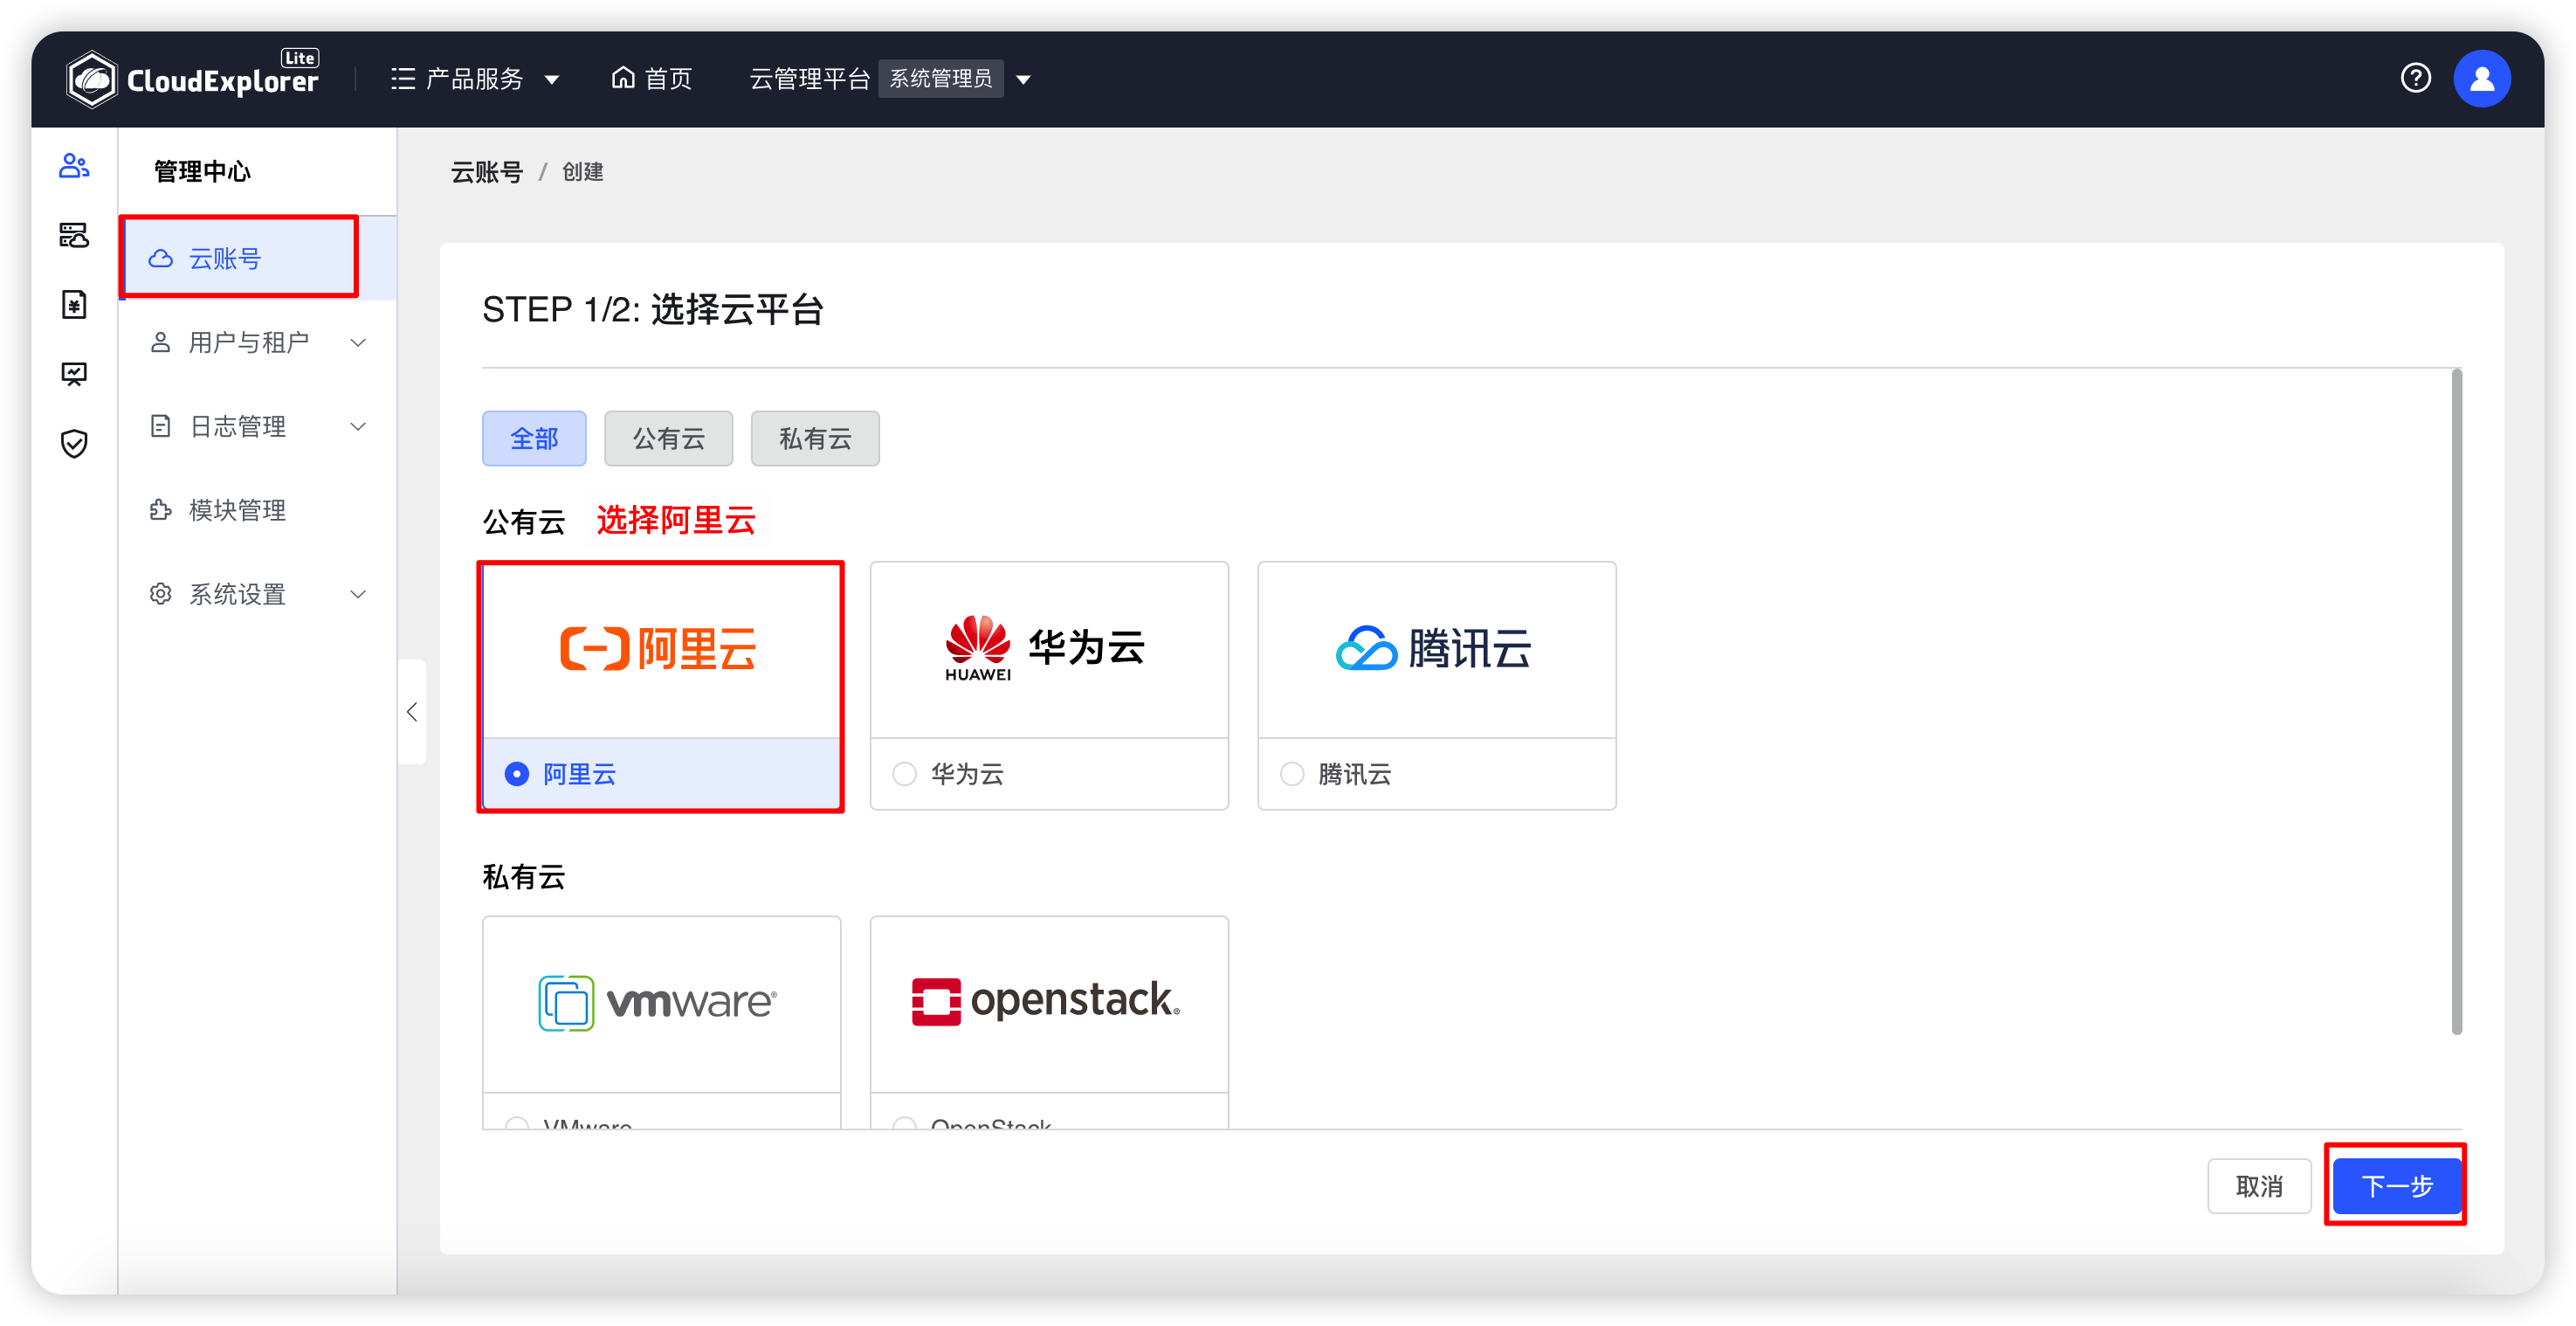 CloudExplorer Lite
产品服务
首页
云管理平台 系统管理员
管理中心
云账号
用户与租户
日志管理
模块管理
系统设置
云账号 / 创建
STEP 1/2: 选择云平台
全部 公有云 私有云
公有云 选择阿里云
阿里云 HUAWEI 华为云 腾讯云
阿里云 华为云 腾讯云
私有云
vmware® openstack®
VMware OpenStack
取消 下一步